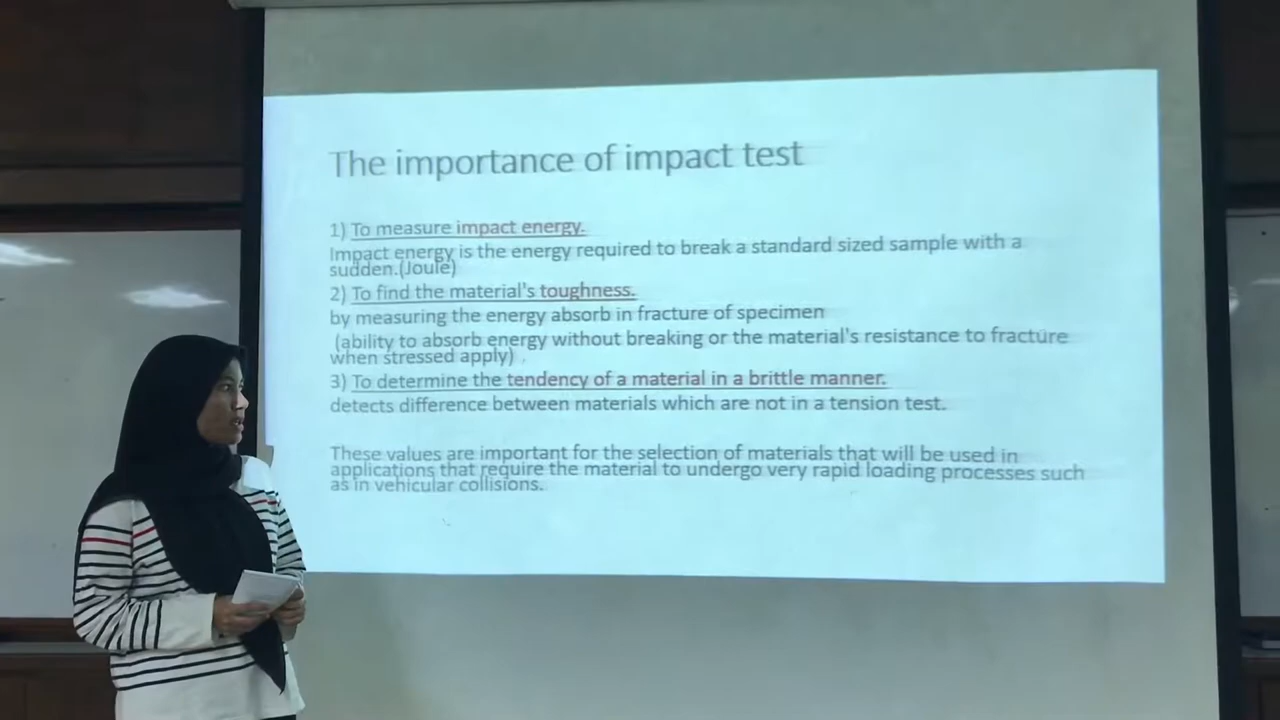 The importance of impact test
1) To measure impact energy.
Impact energy is the energy required to break a standard sized sample with a
sudden.(Joule)
2) To find the material's toughness.
by measuring the energy absorb in fracture of specimen
(ability to absorb energy without breaking or the material's resistance to fracture
when stressed apply) .
3) To determine the tendency of a material in a brittle manner.
detects difference between materials which are not in a tension test.
These values are important for the selection of materials that will be used in
applications that require the material to undergo very rapid loading processes such
as in vehicular collisions.